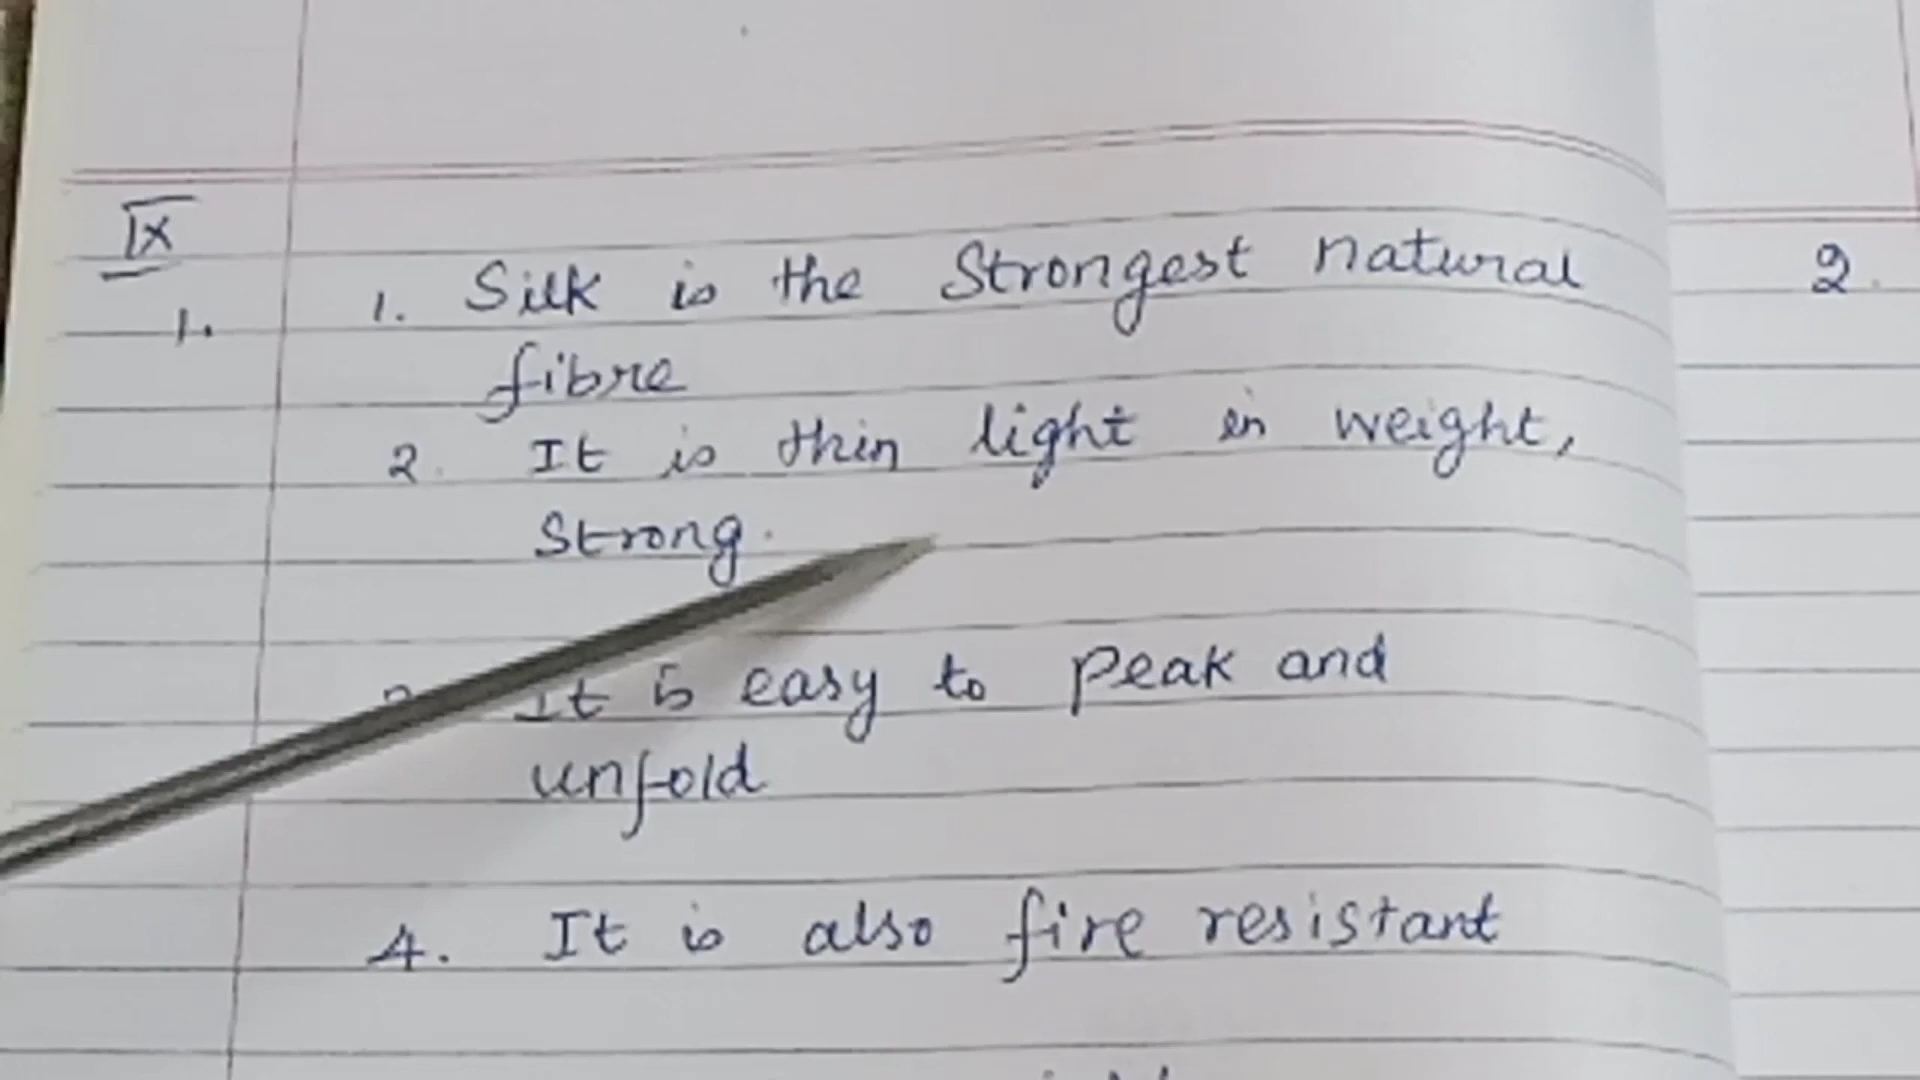 IX
1. 1. Silk is the Strongest natural
fibre
2. It is thin light in weight,
Strong.
It is easy to Peak and
unfold
4. It is also fire resistant
2.